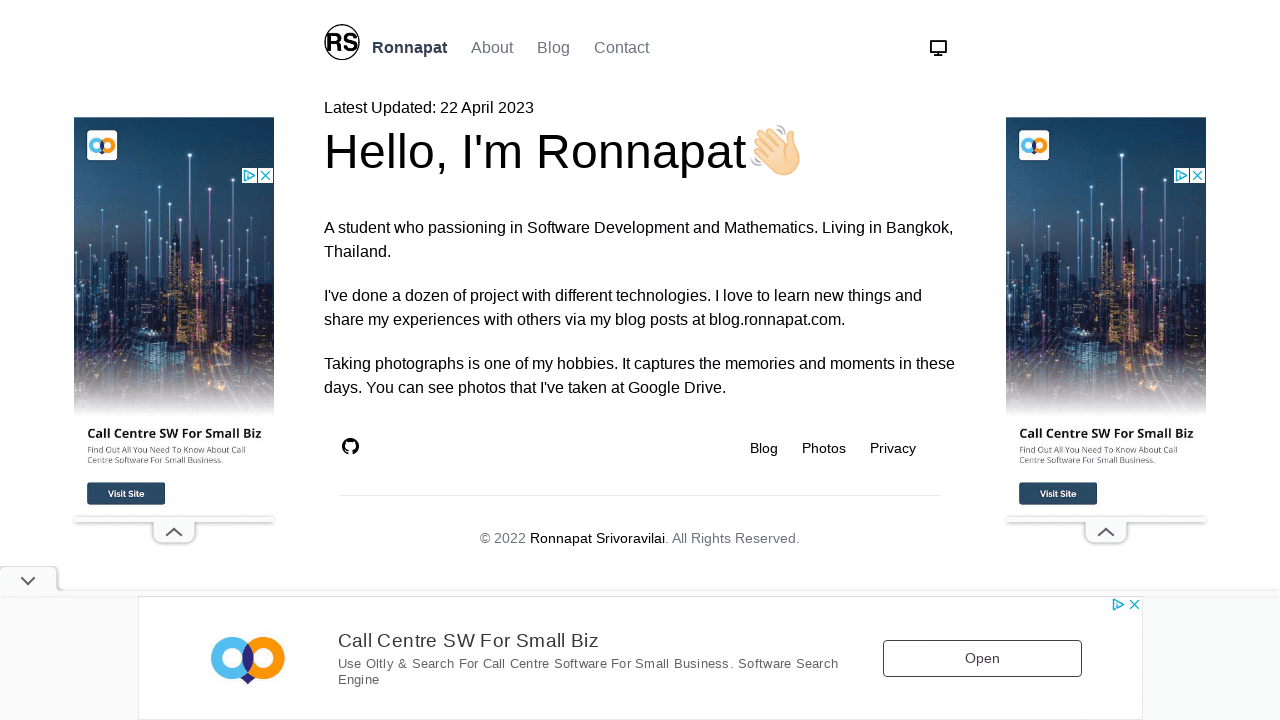 RS Ronnapat About Blog Contact
Latest Updated: 22 April 2023
Hello, I'm Ronnapat👋🏻
A student who passioning in Software Development and Mathematics. Living in Bangkok,
Thailand.
I've done a dozen of project with different technologies. I love to learn new things and
share my experiences with others via my blog posts at blog.ronnapat.com.
Taking photographs is one of my hobbies. It captures the memories and moments in these
days. You can see photos that I've taken at Google Drive.
Blog Photos Privacy
© 2022 Ronnapat Srivoravilai. All Rights Reserved.
Call Centre SW For Small Biz
Find Out All You Need To Know About Call
Centre Software For Small Business.
Visit Site
Call Centre SW For Small Biz
Find Out All You Need To Know About Call
Centre Software For Small Business.
Visit Site
Call Centre SW For Small Biz
Use Oltly & Search For Call Centre Software For Small Business. Software Search
Engine
Open